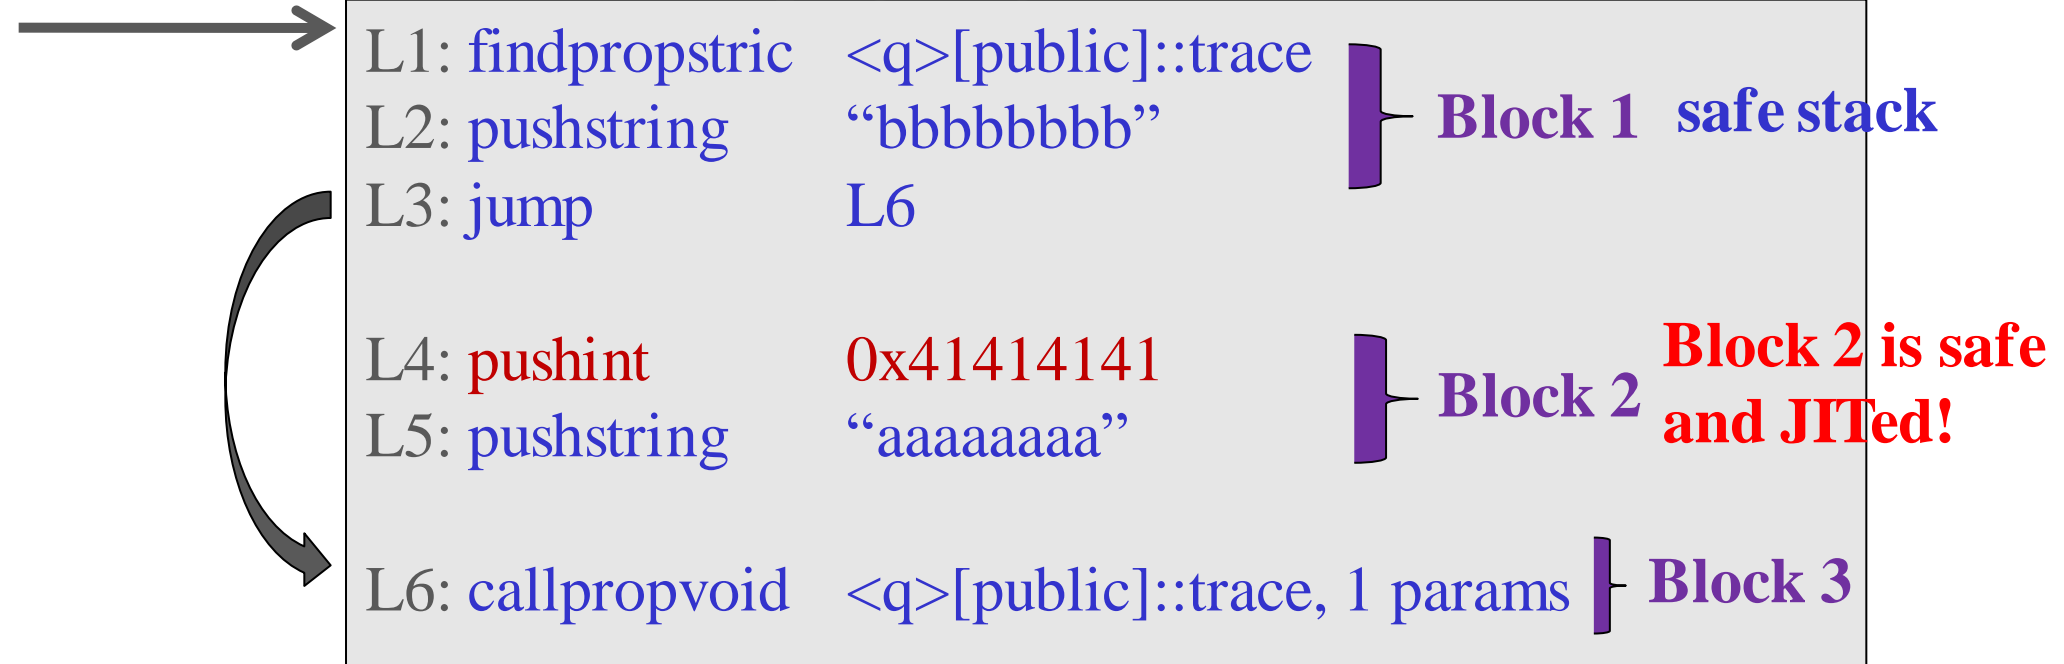 L1: findpropstric <q>[public]::trace
L2: pushstring “bbbbbbbb”
Block 1 safe stack
L3: jump L6
L4: pushint 0x41414141
L5: pushstring “aaaaaaaa”
Block 2
Block 2 is safe
and JITed!
L6: callpropvoid <q>[public]::trace, 1 params
Block 3